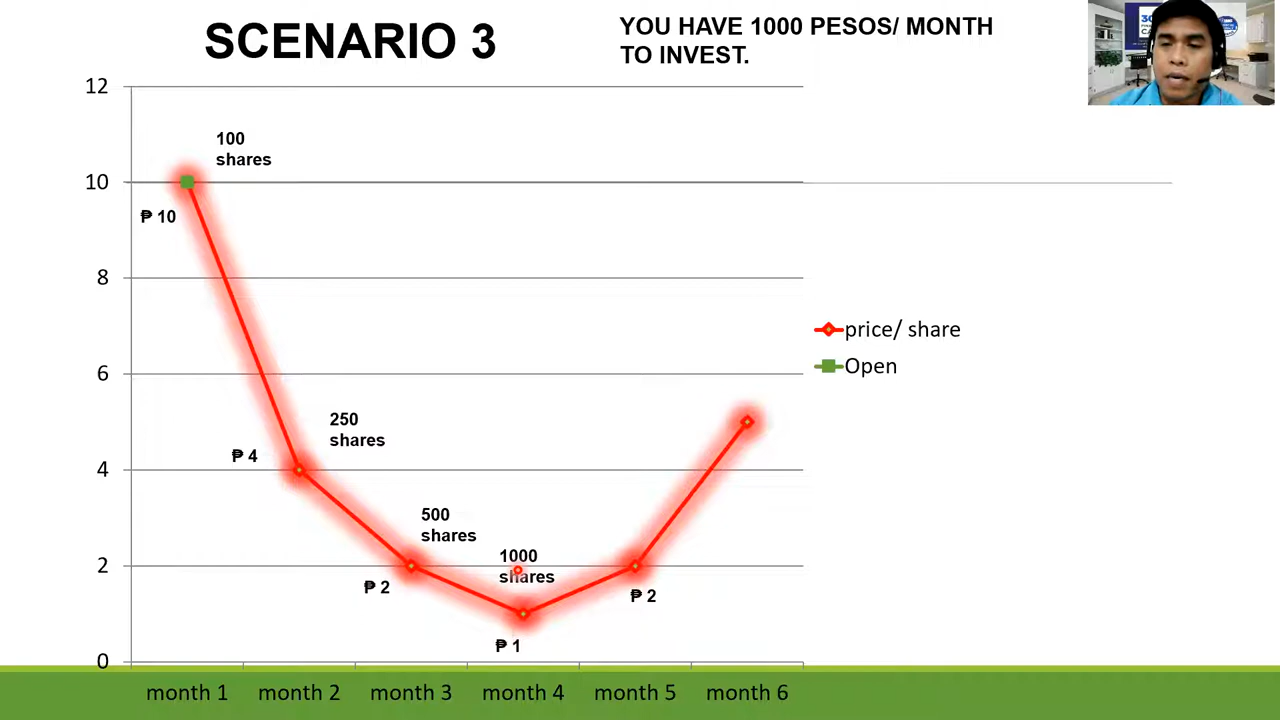 SCENARIO 3
YOU HAVE 1000 PESOS/ MONTH
TO INVEST.
12
10
8
6
4
2
0
100
shares
₱ 10
250
shares
₱ 4
500
shares
₱ 2
1000
shares
₱ 1
₱ 2
price/ share
Open
month 1
month 2
month 3
month 4
month 5
month 6